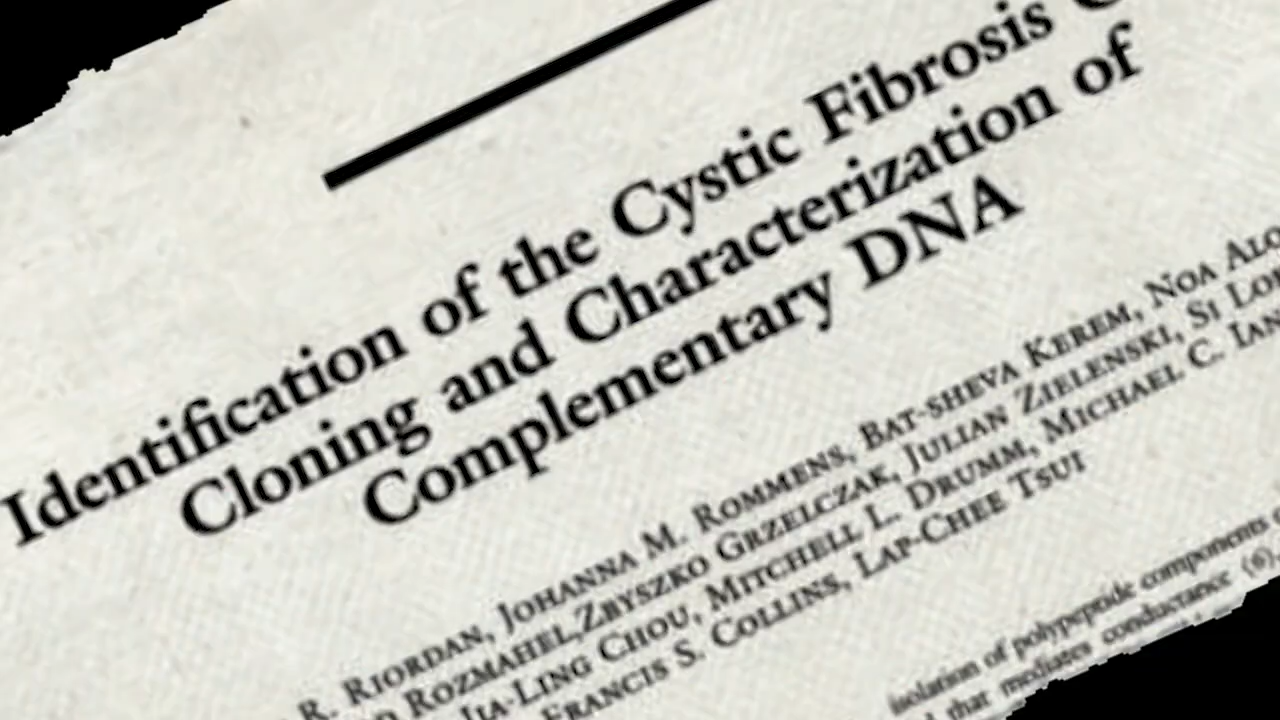 Identification of the Cystic Fibrosis
Cloning and Characterization of
Complementary DNA
R. RIORDAN, JOHANNA M. ROMMENS, BAT-SHEVA KEREM, NOA
ROZMAHEL, ZBYSZKO GRZELCZAK, JULIAN ZIELENSKI, SI
JIA-LING CHOU, MITCHELL L. DRUMM, MICHAEL C.
FRANCIS S. COLLINS, LAP-CHEE TSUI
isolation of polypeptide components
that mediates conductance (6),